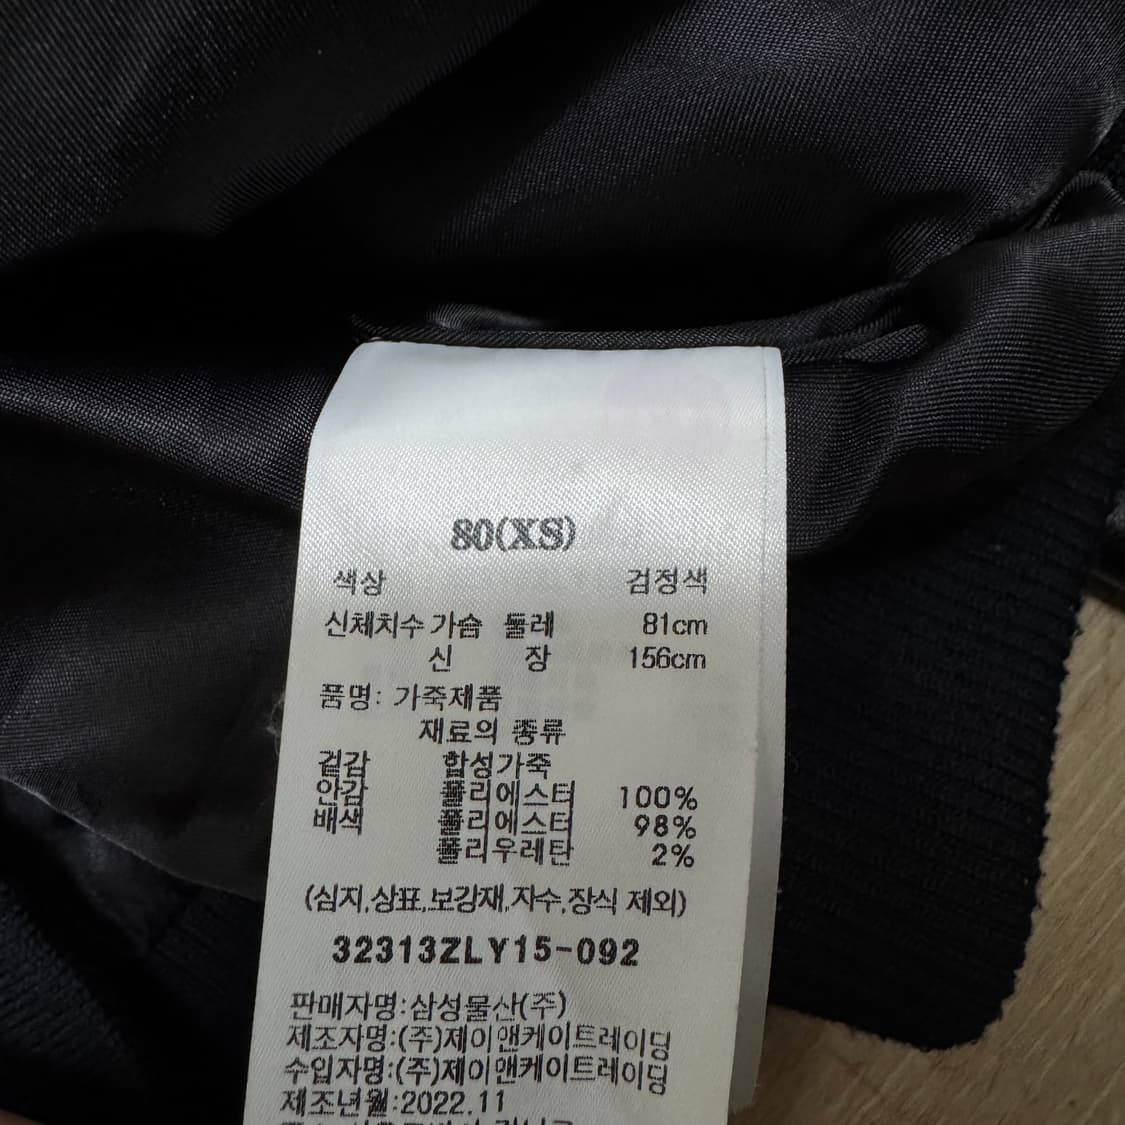 80(XS)
색상 검정색
신체치수 가슴 둘레 81cm
신 장 156cm
품명: 가죽제품
재료의 종류
겉감 합성가죽
안감 폴리에스터 100%
배색 폴리에스터 98%
폴리우레탄 2%
(심지,상표,보강재,자수,장식 제외)
32313ZLY15-092
판매자명:삼성물산(주)
제조자명:(주)제이앤케이트레이딩
수입자명:(주)제이앤케이트레이딩
제조년월:2022.11